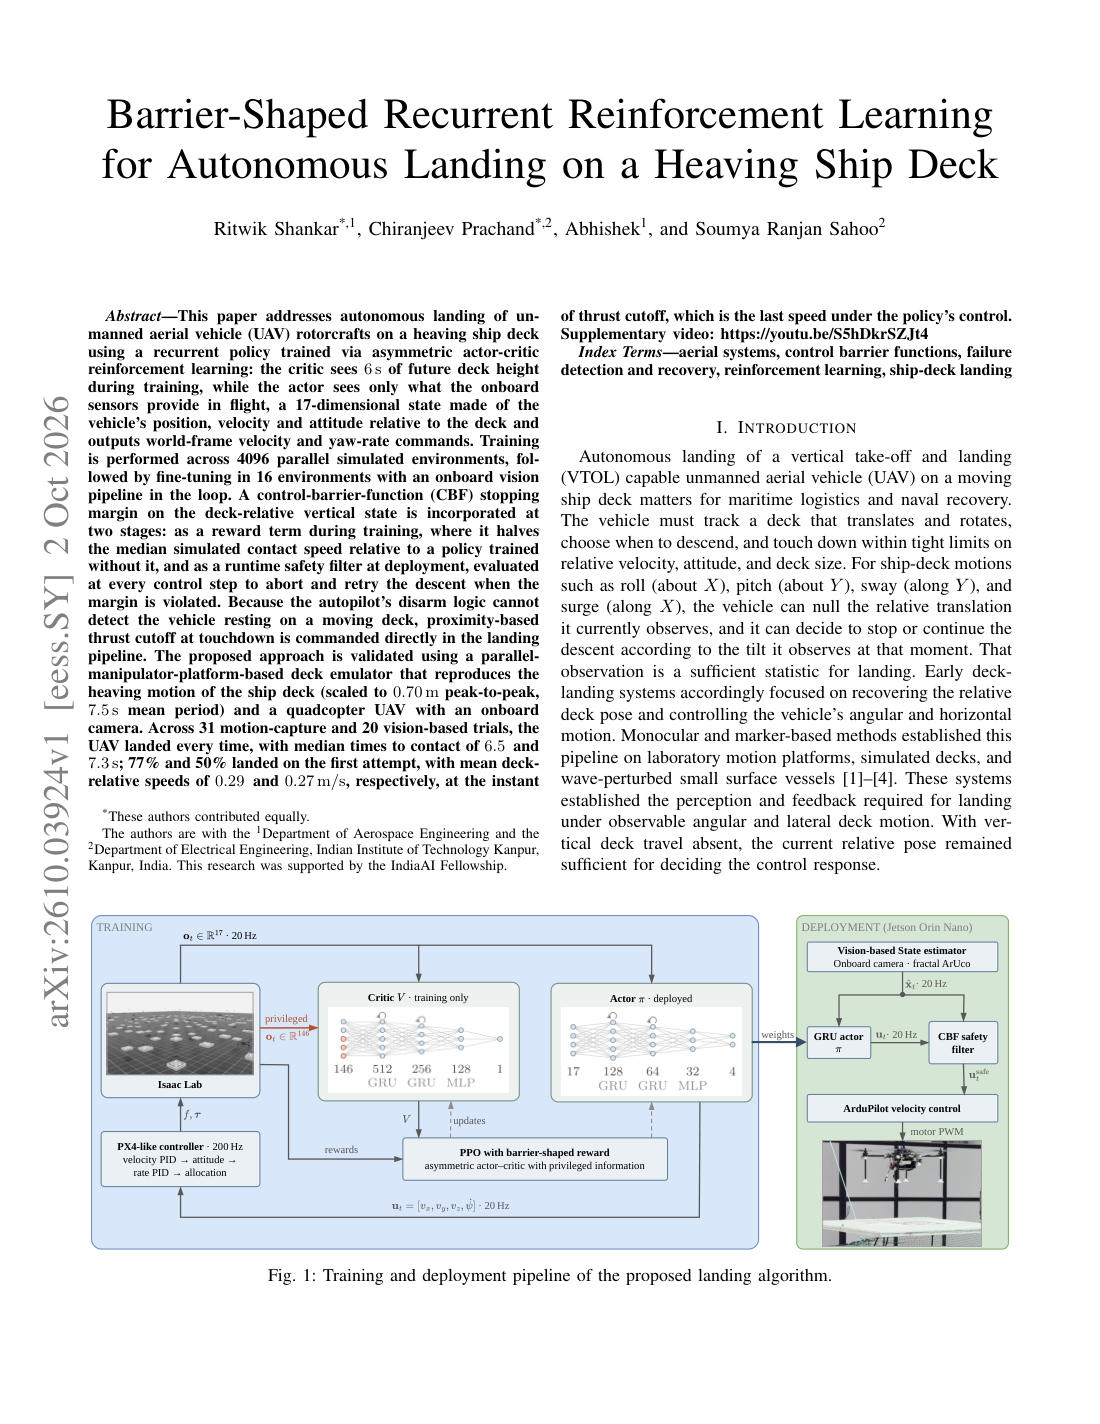 Barrier-Shaped Recurrent Reinforcement Learning
for Autonomous Landing on a Heaving Ship Deck
Ritwik Shankar*,1, Chiranjeev Prachand*,2, Abhishek1, and Soumya Ranjan Sahoo2
arXiv:2610.03924v1 [eess.SY] 2 Oct 2026
Abstract—This paper addresses autonomous landing of un-
manned aerial vehicle (UAV) rotorcrafts on a heaving ship deck
using a recurrent policy trained via asymmetric actor-critic
reinforcement learning: the critic sees 6 s of future deck height
during training, while the actor sees only what the onboard
sensors provide in flight, a 17-dimensional state made of the
vehicle's position, velocity and attitude relative to the deck and
outputs world-frame velocity and yaw-rate commands. Training
is performed across 4096 parallel simulated environments, fol-
lowed by fine-tuning in 16 environments with an onboard vision
pipeline in the loop. A control-barrier-function (CBF) stopping
margin on the deck-relative vertical state is incorporated at
two stages: as a reward term during training, where it halves
the median simulated contact speed relative to a policy trained
without it, and as a runtime safety filter at deployment, evaluated
at every control step to abort and retry the descent when the
margin is violated. Because the autopilot's disarm logic cannot
detect the vehicle resting on a moving deck, proximity-based
thrust cutoff at touchdown is commanded directly in the landing
pipeline. The proposed approach is validated using a parallel-
manipulator-platform-based deck emulator that reproduces the
heaving motion of the ship deck (scaled to 0.70 m peak-to-peak,
7.5 s mean period) and a quadcopter UAV with an onboard
camera. Across 31 motion-capture and 20 vision-based trials, the
UAV landed every time, with median times to contact of 6.5 and
7.3 s; 77% and 50% landed on the first attempt, with mean deck-
relative speeds of 0.29 and 0.27 m/s, respectively, at the instant
*These authors contributed equally.
The authors are with the 1Department of Aerospace Engineering and the
2Department of Electrical Engineering, Indian Institute of Technology Kanpur,
Kanpur, India. This research was supported by the IndiaAI Fellowship.
of thrust cutoff, which is the last speed under the policy's control.
Supplementary video: https://youtu.be/S5hDkrSZJt4
Index Terms—aerial systems, control barrier functions, failure
detection and recovery, reinforcement learning, ship-deck landing
I. INTRODUCTION
Autonomous landing of a vertical take-off and landing
(VTOL) capable unmanned aerial vehicle (UAV) on a moving
ship deck matters for maritime logistics and naval recovery.
The vehicle must track a deck that translates and rotates,
choose when to descend, and touch down within tight limits on
relative velocity, attitude, and deck size. For ship-deck motions
such as roll (about X), pitch (about Y), sway (along Y), and
surge (along X), the vehicle can null the relative translation
it currently observes, and it can decide to stop or continue the
descent according to the tilt it observes at that moment. That
observation is a sufficient statistic for landing. Early deck-
landing systems accordingly focused on recovering the relative
deck pose and controlling the vehicle's angular and horizontal
motion. Monocular and marker-based methods established this
pipeline on laboratory motion platforms, simulated decks, and
wave-perturbed small surface vessels [1]–[4]. These systems
established the perception and feedback required for landing
under observable angular and lateral deck motion. With ver-
tical deck travel absent, the current relative pose remained
sufficient for deciding the control response.
TRAINING
oₜ ∈ ℝ¹⁷ · 20 Hz
Isaac Lab
privileged
oₜ ∈ ℝ¹⁴⁶
Critic V · training only
146 512 256 128 1
GRU GRU MLP
Actor π · deployed
17 128 64 32 4
GRU GRU MLP
f, τ
V
updates
PX4-like controller · 200 Hz
velocity PID → attitude →
rate PID → allocation
rewards
PPO with barrier-shaped reward
asymmetric actor–critic with privileged information
uₜ = [vₓ, v_y, v_z, ψ̇] · 20 Hz
weights
DEPLOYMENT (Jetson Orin Nano)
Vision-based State estimator
Onboard camera · fractal ArUco
x̂ₜ · 20 Hz
GRU actor
π
uₜ · 20 Hz
CBF safety
filter
uₜ^safe
ArduPilot velocity control
motor PWM
Fig. 1: Training and deployment pipeline of the proposed landing algorithm.